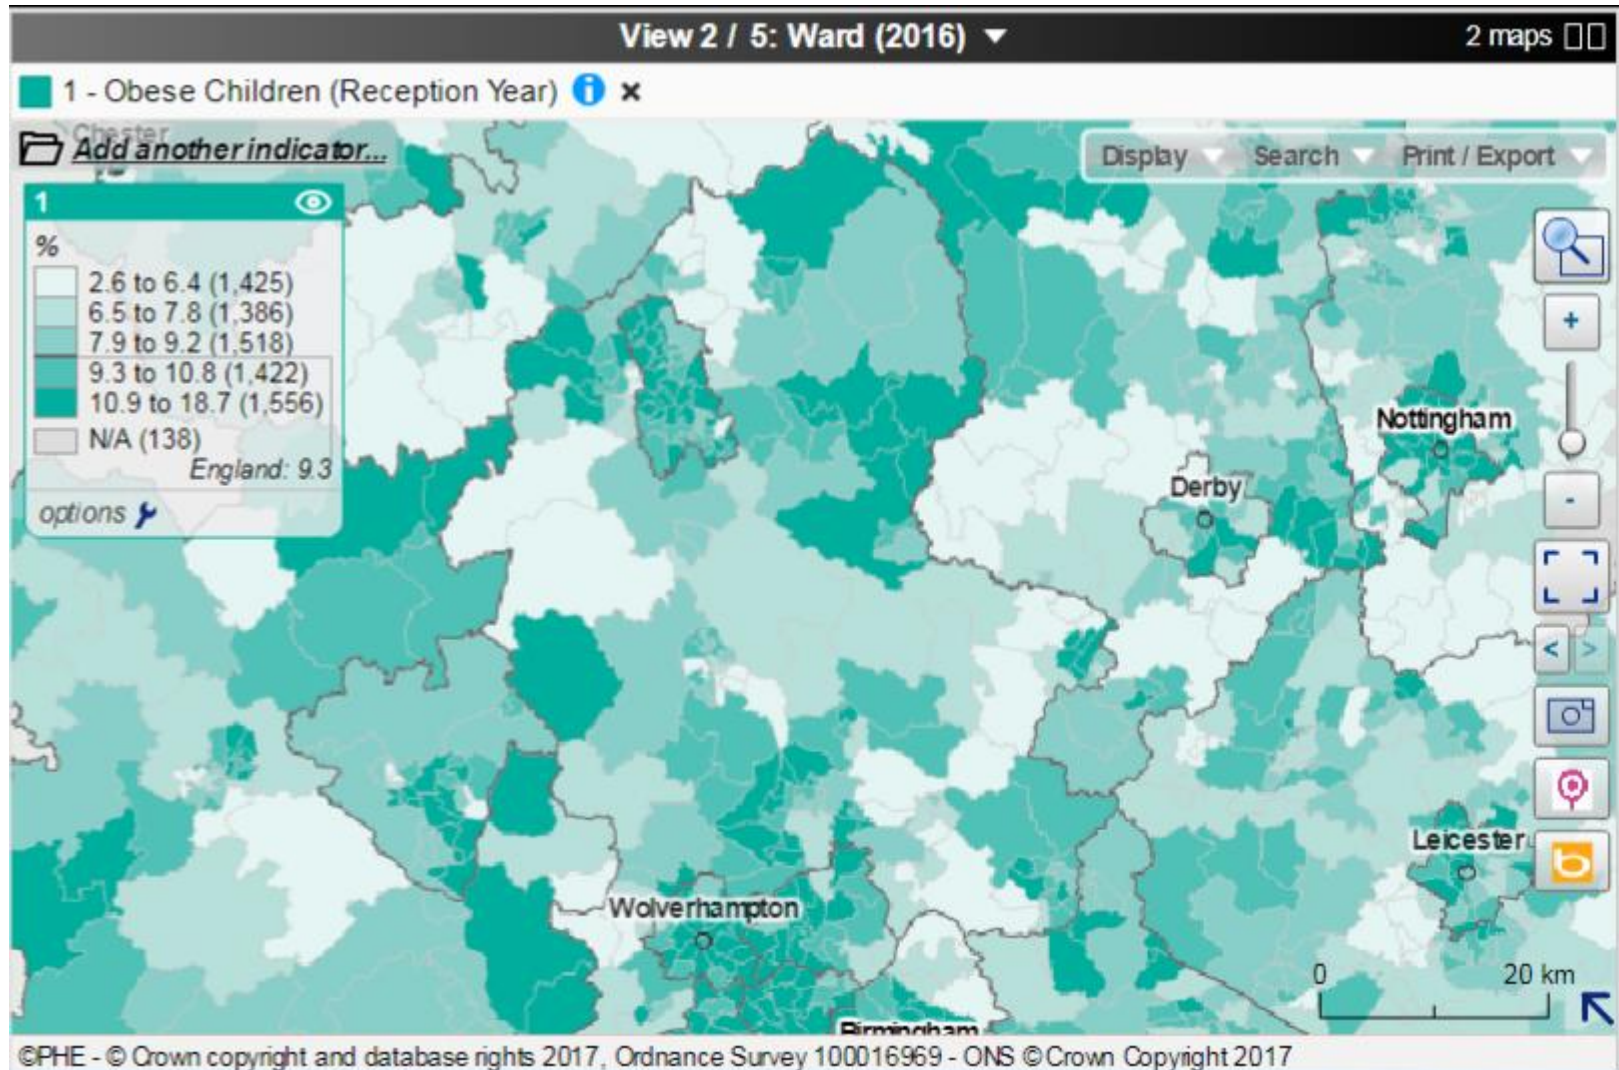 View 2 / 5: Ward (2016)
2 maps
1 - Obese Children (Reception Year)
Chester
Add another indicator...
Display Search Print / Export
1
%
2.6 to 6.4 (1,425)
6.5 to 7.8 (1,386)
7.9 to 9.2 (1,518)
9.3 to 10.8 (1,422)
10.9 to 18.7 (1,556)
N/A (138)
England: 9.3
options
+
-
< >
Nottingham
Derby
Leicester
Wolverhampton
Birmingham
0 20 km
©PHE - © Crown copyright and database rights 2017, Ordnance Survey 100016969 - ONS © Crown Copyright 2017